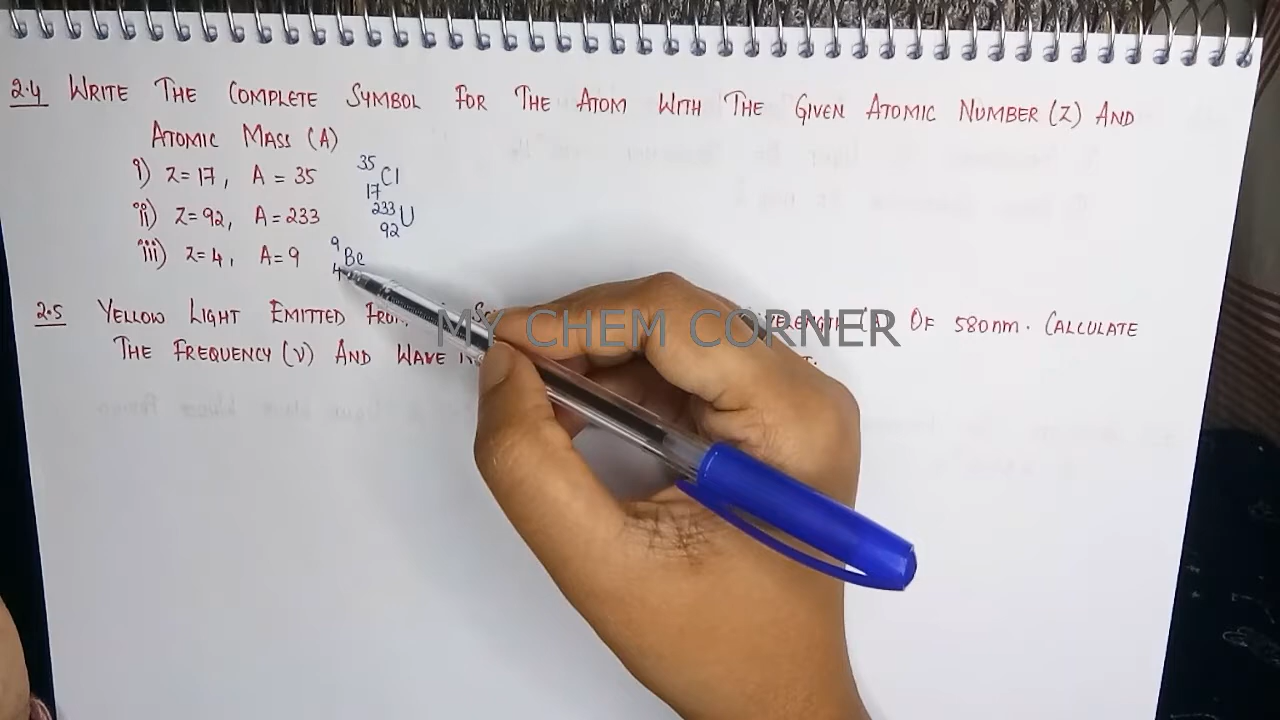 2.4 WRITE THE COMPLETE SYMBOL FOR THE ATOM WITH THE GIVEN ATOMIC NUMBER (Z) AND
ATOMIC MASS (A)
i) Z=17, A = 35 35 17 Cl
ii) Z=92, A=233 233 92 U
iii) Z=4, A=9 9 4 Be
2.5 YELLOW LIGHT EMITTED OF 580nm. CALCULATE
THE FREQUENCY (ν) AND WAVE
MY CHEM CORNER